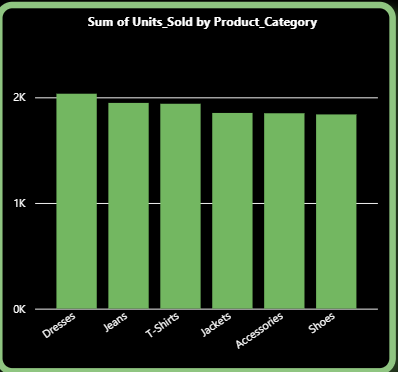 Sum of Units_Sold by Product_Category
2K
1K
0K
Dresses
Jeans
T-Shirts
Jackets
Accessories
Shoes